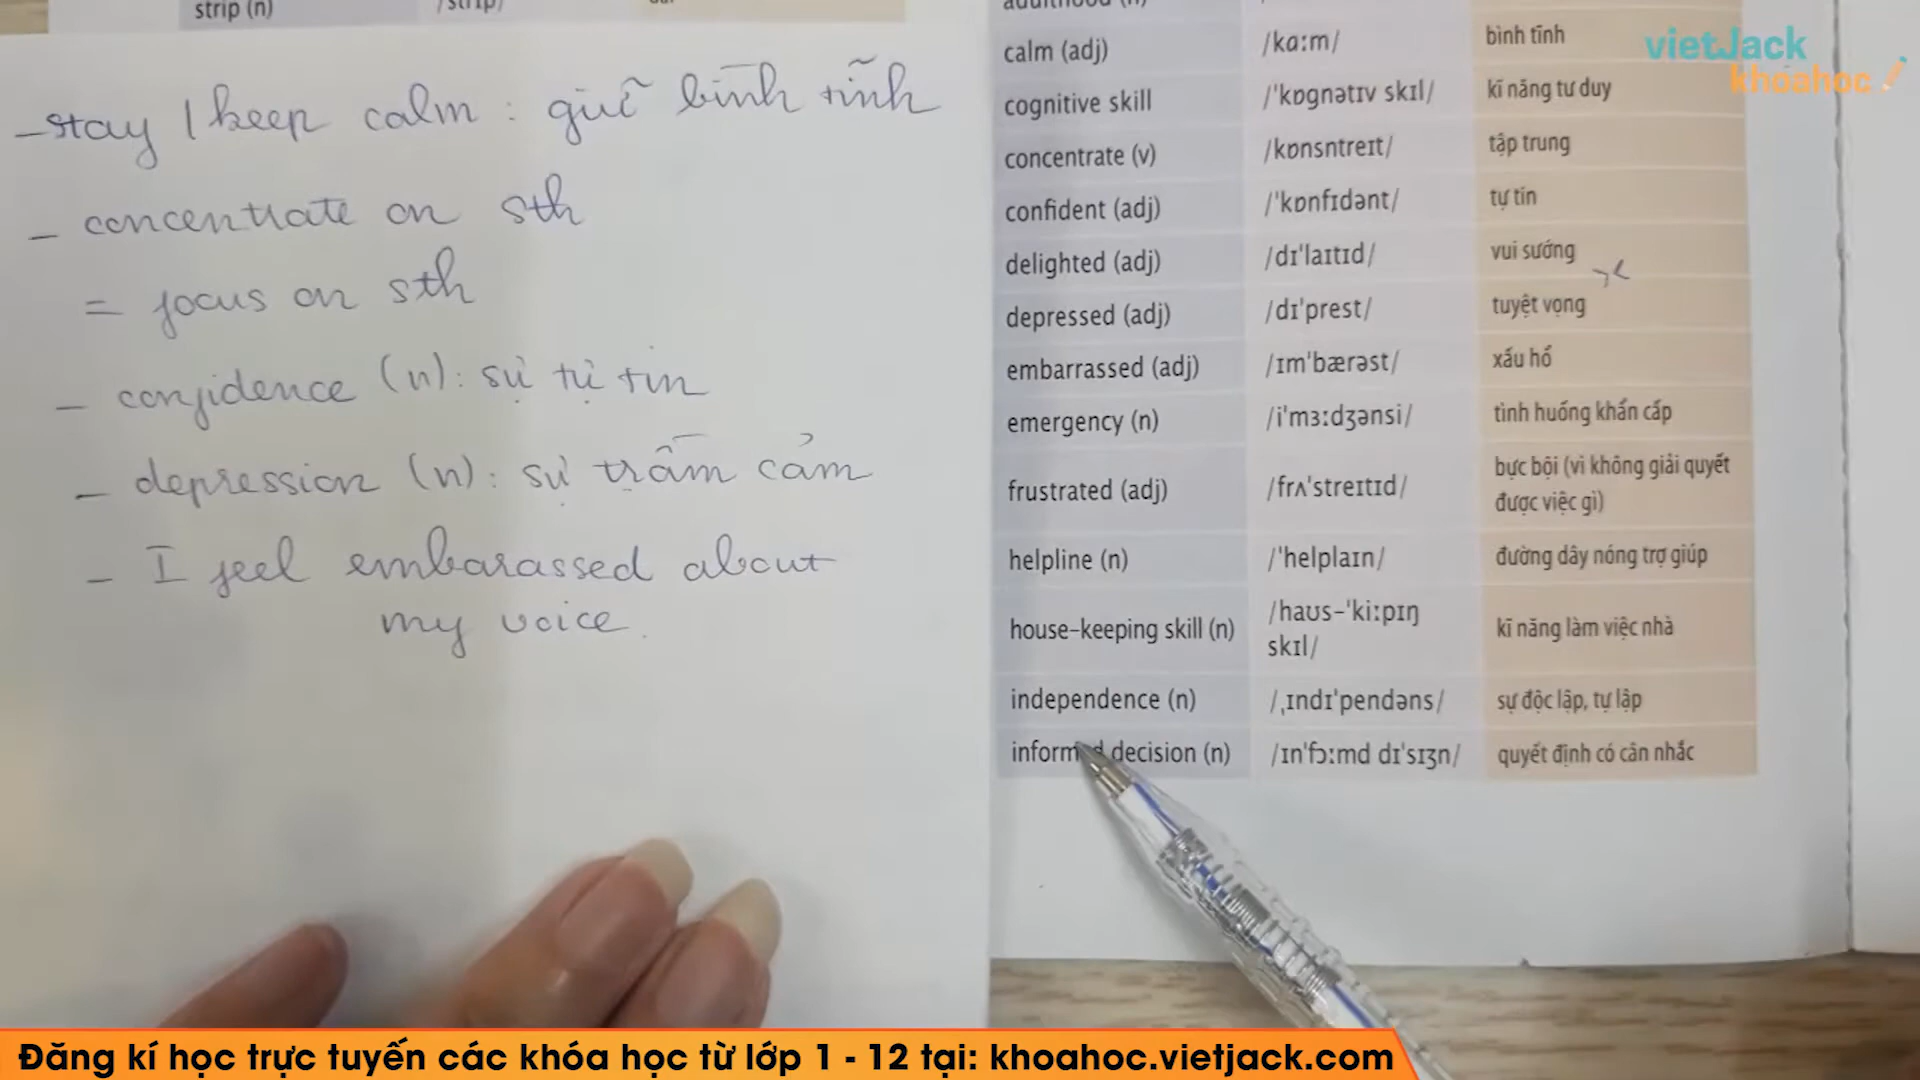 strip (n) /strip/
-stay / keep calm : giữ bình tĩnh
- concentrate on sth
= focus on sth
- confidence (n): sự tự tin
- depression (n): sự trầm cảm
- I feel embarassed about
my voice.
adulthood (n)
calm (adj) /kɑːm/ bình tĩnh
cognitive skill /ˈkɒgnətɪv skɪl/ kĩ năng tư duy
concentrate (v) /kɒnsntreɪt/ tập trung
confident (adj) /ˈkɒnfɪdənt/ tự tin
delighted (adj) /dɪˈlaɪtɪd/ vui sướng
depressed (adj) /dɪˈprest/ tuyệt vọng
embarrassed (adj) /ɪmˈbærəst/ xấu hổ
emergency (n) /iˈmɜːdʒənsi/ tình huống khẩn cấp
frustrated (adj) /frʌˈstreɪtɪd/ bực bội (vì không giải quyết
được việc gì)
helpline (n) /ˈhelplaɪn/ đường dây nóng trợ giúp
house-keeping skill (n) /haʊs-ˈkiːpɪŋ
skɪl/ kĩ năng làm việc nhà
independence (n) /ˌɪndɪˈpendəns/ sự độc lập, tự lập
informed decision (n) /ɪnˈfɔːmd dɪˈsɪʒn/ quyết định có cân nhắc
vietJack
khoahoc
Đăng kí học trực tuyến các khóa học từ lớp 1 - 12 tại: khoahoc.vietjack.com